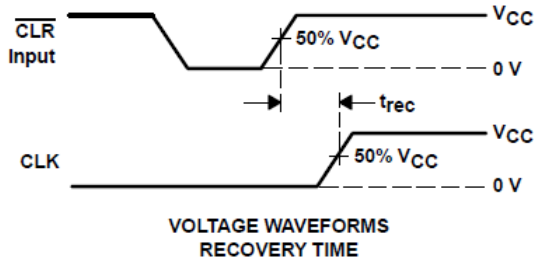 CLR
Input
VCC
50% VCC
0 V
trec
CLK
VCC
50% VCC
0 V
VOLTAGE WAVEFORMS
RECOVERY TIME